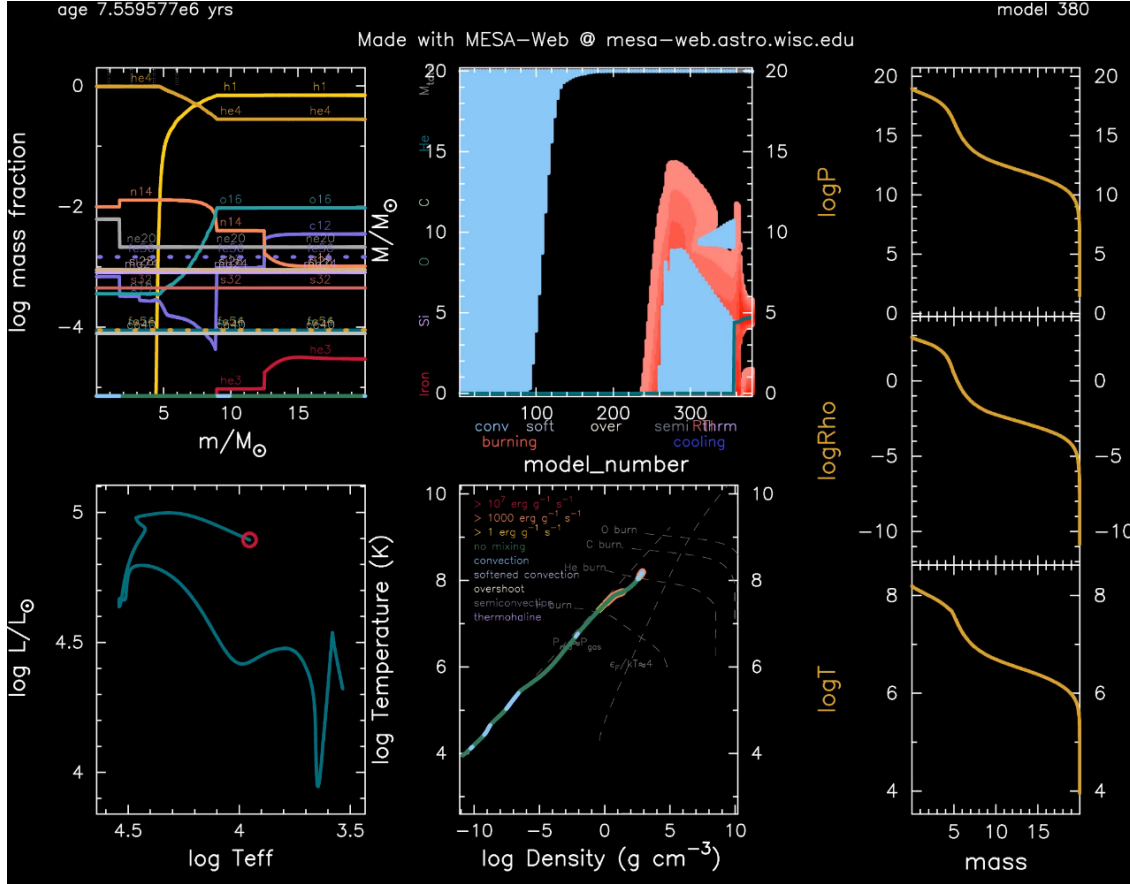 age 7.559577e6 yrs
model 380
Made with MESA-Web @ mesa-web.astro.wisc.edu
log mass fraction
0
-2
-4
5
10
15
m/M☉
he4
h1
h1
he4
he4
n14
o16
o16
n14
c12
ne20
ne20
ne20
s32
s32
s32
he3
he3
M/M☉
Iron
Si
O
C
He
20
15
10
5
0
20
15
10
5
0
100
200
300
conv
soft
over
semi
thrm
burning
cooling
model_number
logP
20
15
10
5
0
20
15
10
5
0
logRho
0
-5
-10
0
-5
-10
logT
8
6
4
8
6
4
5
10
15
mass
log L/L☉
5
4.5
4
4.5
4
3.5
log Teff
log Temperature (K)
10
8
6
4
10
8
6
4
> 10⁷ erg g⁻¹ s⁻¹
> 1000 erg g⁻¹ s⁻¹
> 1 erg g⁻¹ s⁻¹
no mixing
convection
softened convection
overshoot
semiconvection
thermohaline
O burn
C burn
He burn
εF/kT≈4
-10
-5
0
5
10
log Density (g cm⁻³)